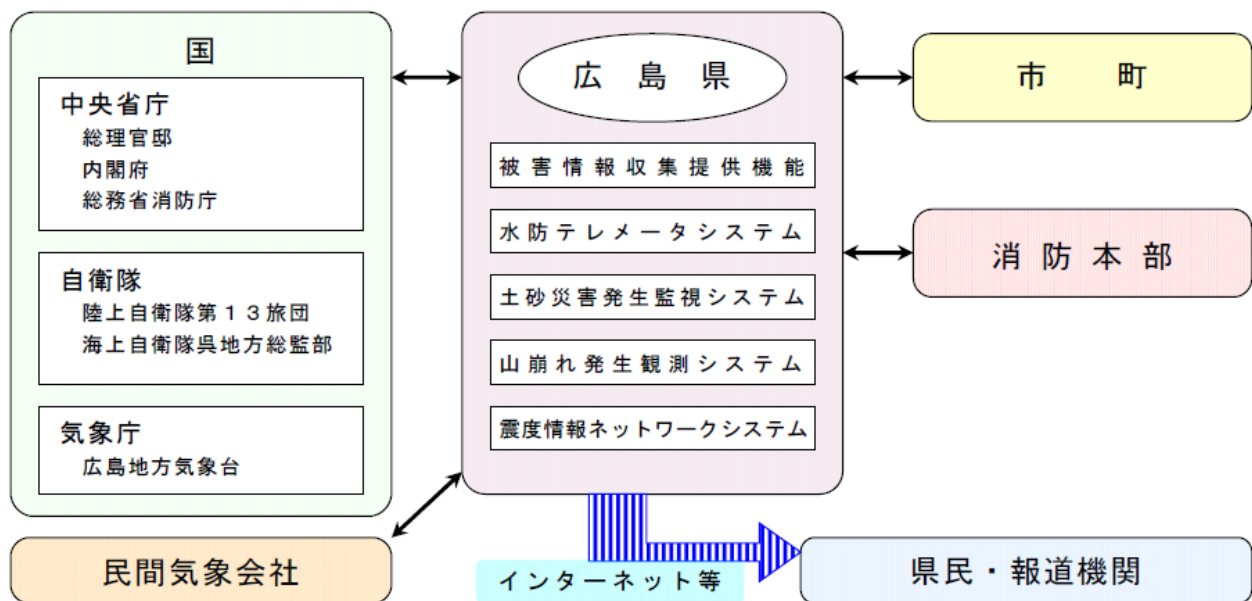 国
中央省庁
総理官邸
内閣府
総務省消防庁
自衛隊
陸上自衛隊第１３旅団
海上自衛隊呉地方総監部
気象庁
広島地方気象台
民間気象会社
広島県
被害情報収集提供機能
水防テレメータシステム
土砂災害発生監視システム
山崩れ発生観測システム
震度情報ネットワークシステム
インターネット等
市町
消防本部
県民・報道機関